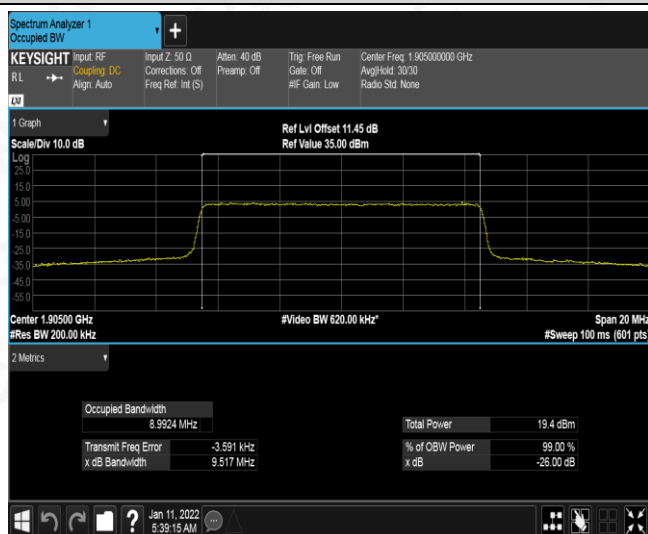 Spectrum Analyzer 1
Occupied BW
+
KEYSIGHT
R L
LXI
Input: RF
Coupling: DC
Align: Auto
Input Z: 50 Ω
Corrections: Off
Freq Ref: Int (S)
Atten: 40 dB
Preamp: Off
Trig: Free Run
Gate: Off
#IF Gain: Low
Center Freq: 1.905000000 GHz
Avg|Hold: 30/30
Radio Std: None
1 Graph
Scale/Div 10.0 dB
Ref Lvl Offset 11.45 dB
Ref Value 35.00 dBm
Log
25.0
15.0
5.00
-5.00
-15.0
-25.0
-35.0
-45.0
-55.0
Center 1.90500 GHz
#Video BW 620.00 kHz*
Span 20 MHz
#Res BW 200.00 kHz
#Sweep 100 ms (601 pts)
2 Metrics
Occupied Bandwidth
8.9924 MHz
Total Power 19.4 dBm
Transmit Freq Error -3.591 kHz
% of OBW Power 99.00 %
x dB Bandwidth 9.517 MHz
x dB -26.00 dB
?
Jan 11, 2022
5:39:15 AM